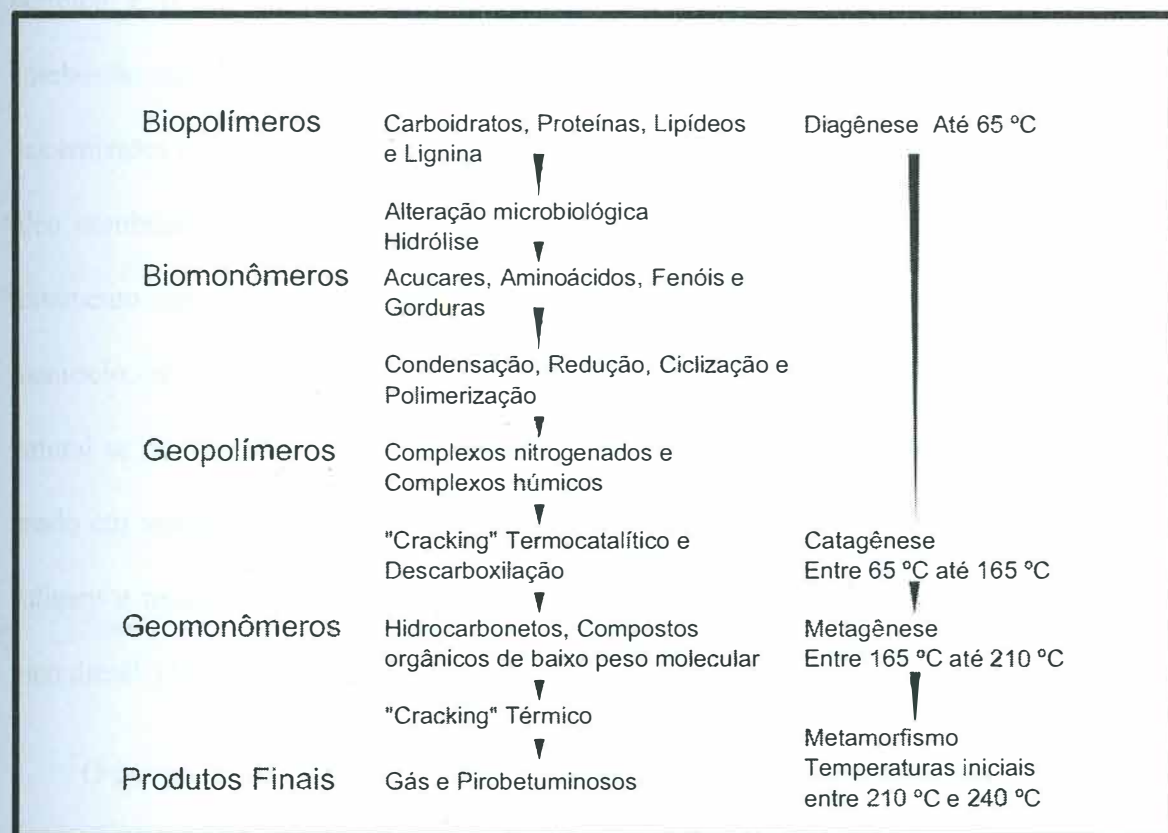 Biopolímeros
Carboidratos, Proteínas, Lipídeos
e Lignina
Diagênese Até 65 ºC
Alteração microbiológica
Hidrólise
Biomonômeros
Acucares, Aminoácidos, Fenóis e
Gorduras
Condensação, Redução, Ciclização e
Polimerização
Geopolímeros
Complexos nitrogenados e
Complexos húmicos
"Cracking" Termocatalítico e
Descarboxilação
Catagênese
Entre 65 ºC até 165 ºC
Geomonômeros
Hidrocarbonetos, Compostos
orgânicos de baixo peso molecular
Metagênese
Entre 165 ºC até 210 ºC
"Cracking" Térmico
Produtos Finais
Gás e Pirobetuminosos
Metamorfismo
Temperaturas iniciais
entre 210 ºC e 240 ºC